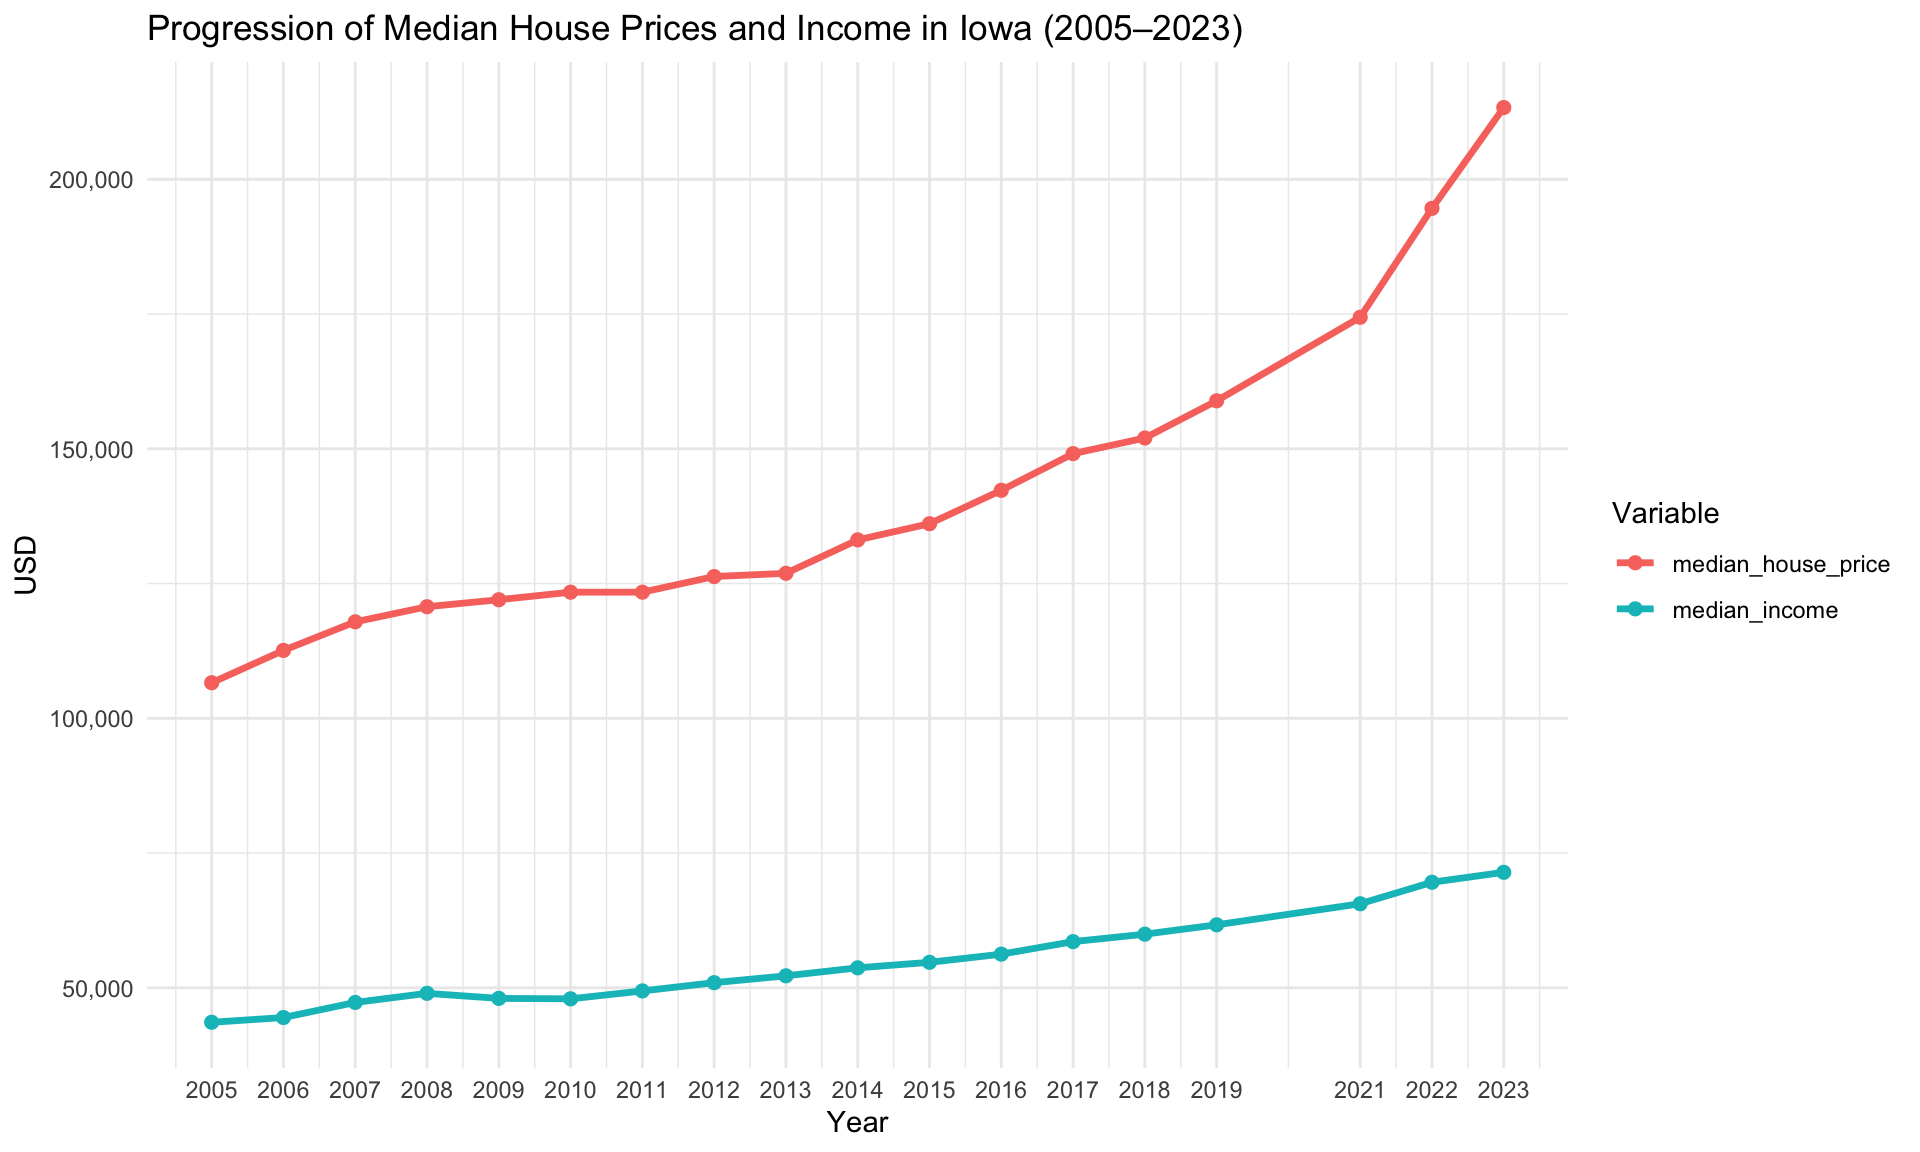 Progression of Median House Prices and Income in Iowa (2005–2023)
200,000
150,000
100,000
50,000
USD
2005 2006 2007 2008 2009 2010 2011 2012 2013 2014 2015 2016 2017 2018 2019 2021 2022 2023
Year
Variable
median_house_price
median_income